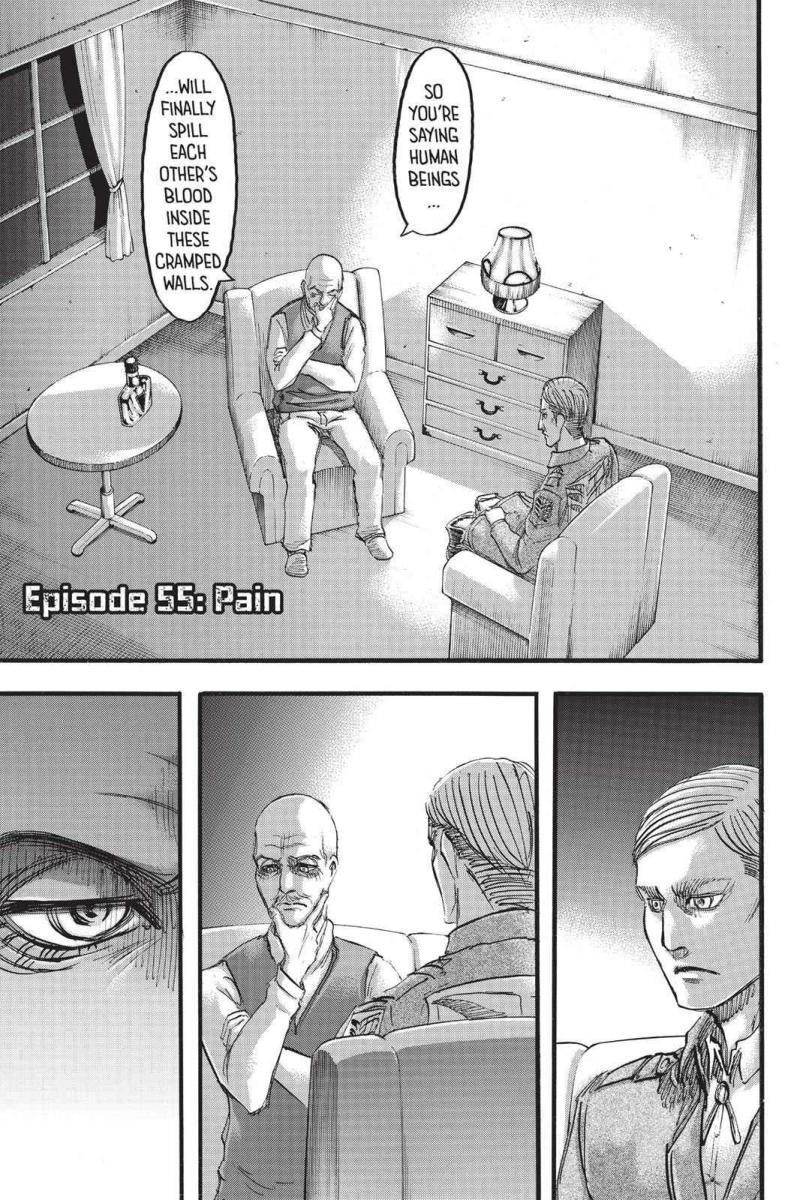 SO
YOU'RE
SAYING
HUMAN
BEINGS
...
...WILL
FINALLY
SPILL
EACH
OTHER'S
BLOOD
INSIDE
THESE
CRAMPED
WALLS.
Episode 55: Pain